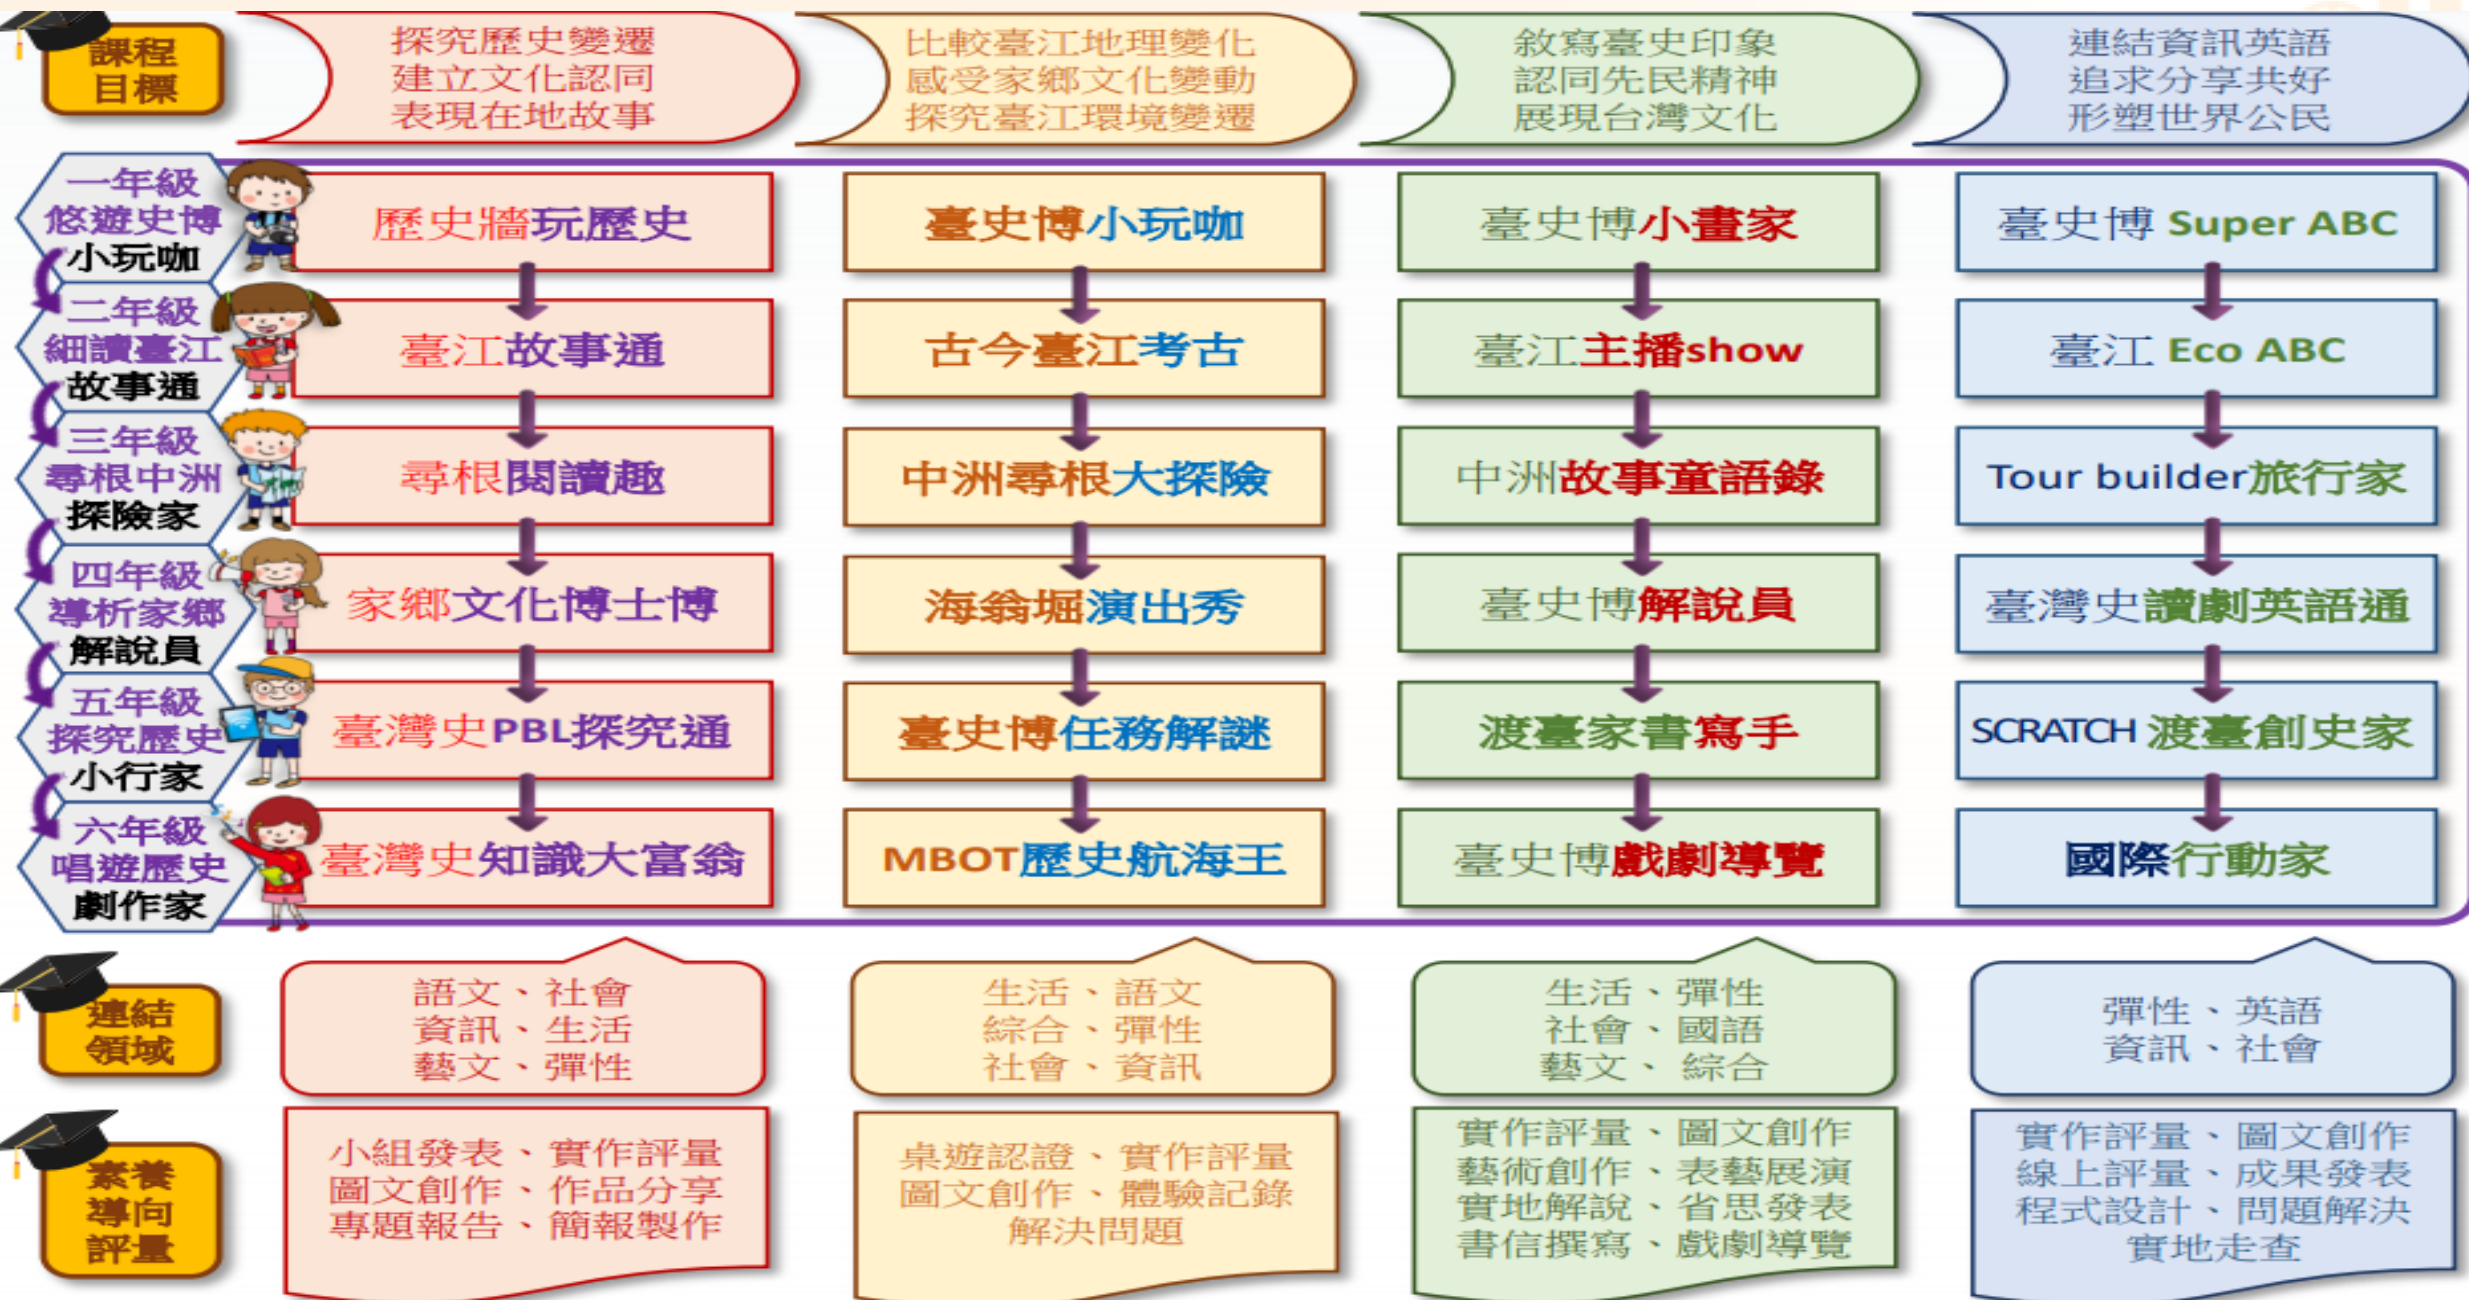 課程
目標
探究歷史變遷
建立文化認同
表現在地故事
比較臺江地理變化
感受家鄉文化變動
探究臺江環境變遷
敘寫臺史印象
認同先民精神
展現台灣文化
連結資訊英語
追求分享共好
形塑世界公民
一年級
悠遊史博
小玩咖
歷史牆玩歷史
臺史博小玩咖
臺史博小畫家
臺史博 Super ABC
二年級
細讀臺江
故事通
臺江故事通
古今臺江考古
臺江主播show
臺江 Eco ABC
三年級
尋根中洲
探險家
尋根閱讀趣
中洲尋根大探險
中洲故事童語錄
Tour builder旅行家
四年級
導析家鄉
解說員
家鄉文化博士博
海翁堀演出秀
臺史博解說員
臺灣史讀劇英語通
五年級
探究歷史
小行家
臺灣史PBL探究通
臺史博任務解謎
渡臺家書寫手
SCRATCH 渡臺創史家
六年級
唱遊歷史
劇作家
臺灣史知識大富翁
MBOT歷史航海王
臺史博戲劇導覽
國際行動家
連結
領域
語文、社會
資訊、生活
藝文、彈性
生活、語文
綜合、彈性
社會、資訊
生活、彈性
社會、國語
藝文、綜合
彈性、英語
資訊、社會
素養
導向
評量
小組發表、實作評量
圖文創作、作品分享
專題報告、簡報製作
桌遊認證、實作評量
圖文創作、體驗記錄
解決問題
實作評量、圖文創作
藝術創作、表藝展演
實地解說、省思發表
書信撰寫、戲劇導覽
實作評量、圖文創作
線上評量、成果發表
程式設計、問題解決
實地走查